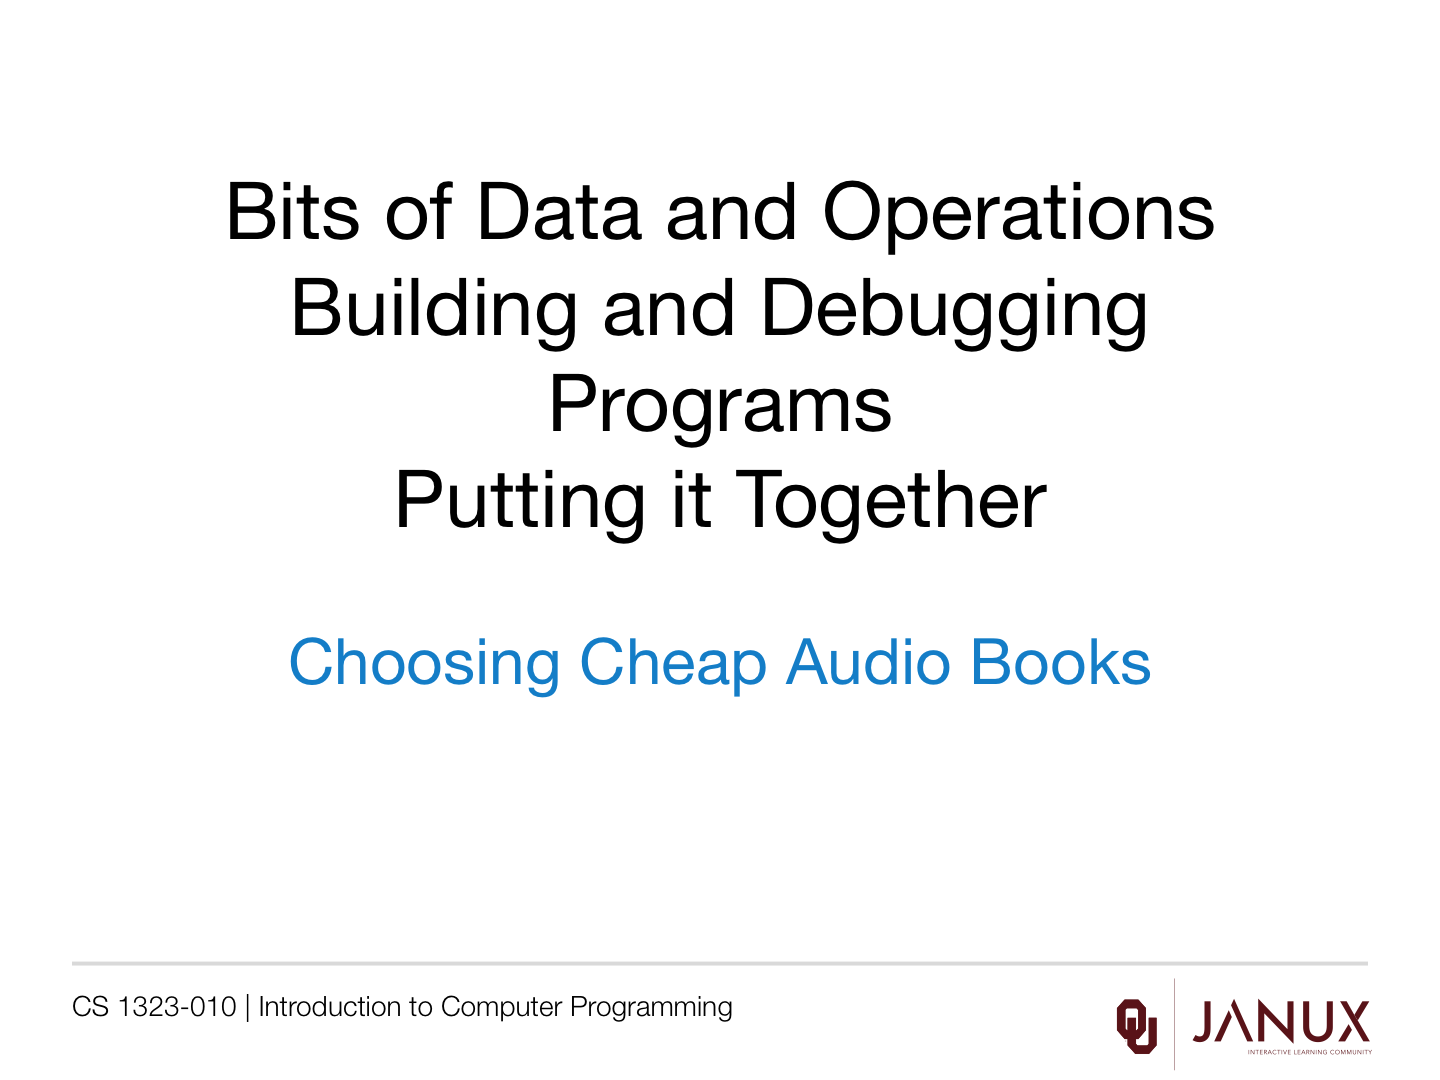 Bits of Data and Operations
Building and Debugging
Programs
Putting it Together
Choosing Cheap Audio Books
CS 1323-010 | Introduction to Computer Programming
OU
JANUX
INTERACTIVE LEARNING COMMUNITY